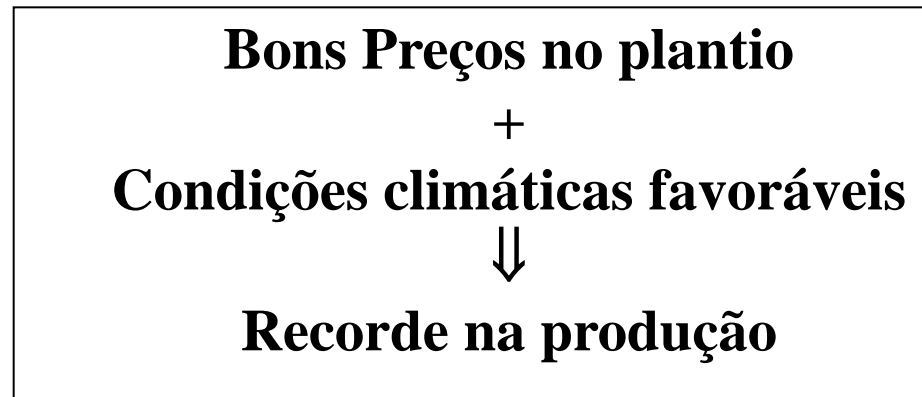 Bons Preços no plantio
+
Condições climáticas favoráveis
⇓
Recorde na produção